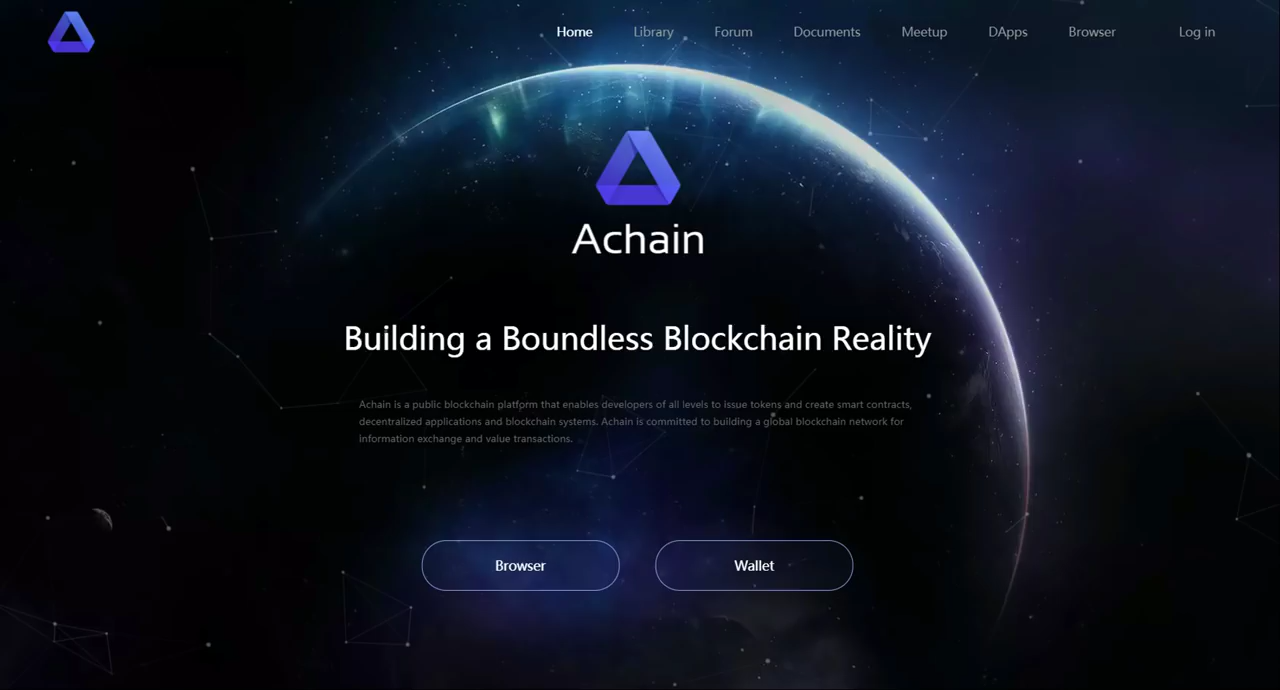 Home Library Forum Documents Meetup DApps Browser Log in
Achain
Building a Boundless Blockchain Reality
Achain is a public blockchain platform that enables developers of all levels to issue tokens and create smart contracts,
decentralized applications and blockchain systems. Achain is committed to building a global blockchain network for
information exchange and value transactions.
Browser Wallet